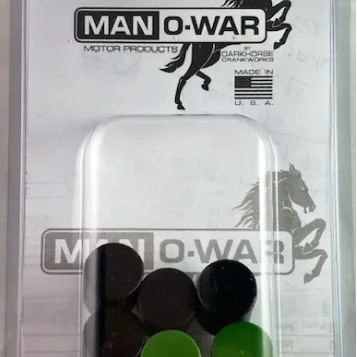 MAN O-WAR
MOTOR PRODUCTS
BY
DARKHORSE
CRANKWORKS
MADE IN
U. S. A.
MAN O-WAR